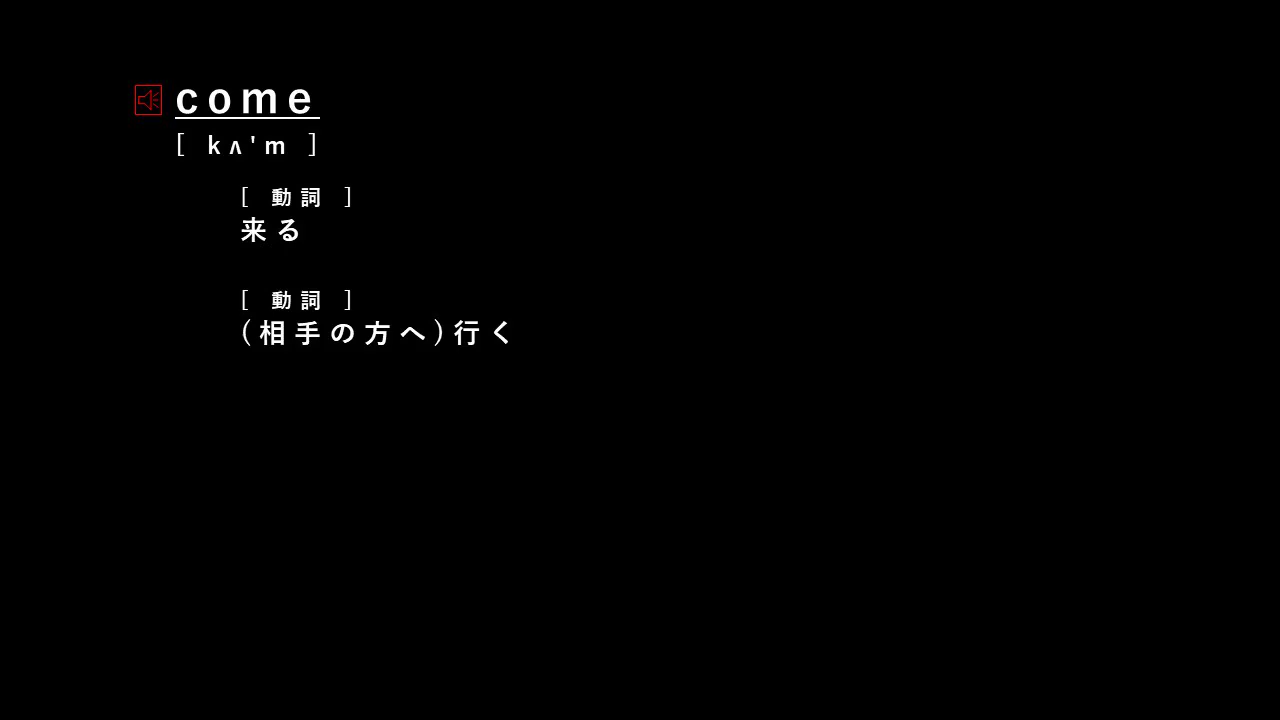 come
[ kʌ'm ]
[ 動詞 ]
来る
[ 動詞 ]
(相手の方へ)行く